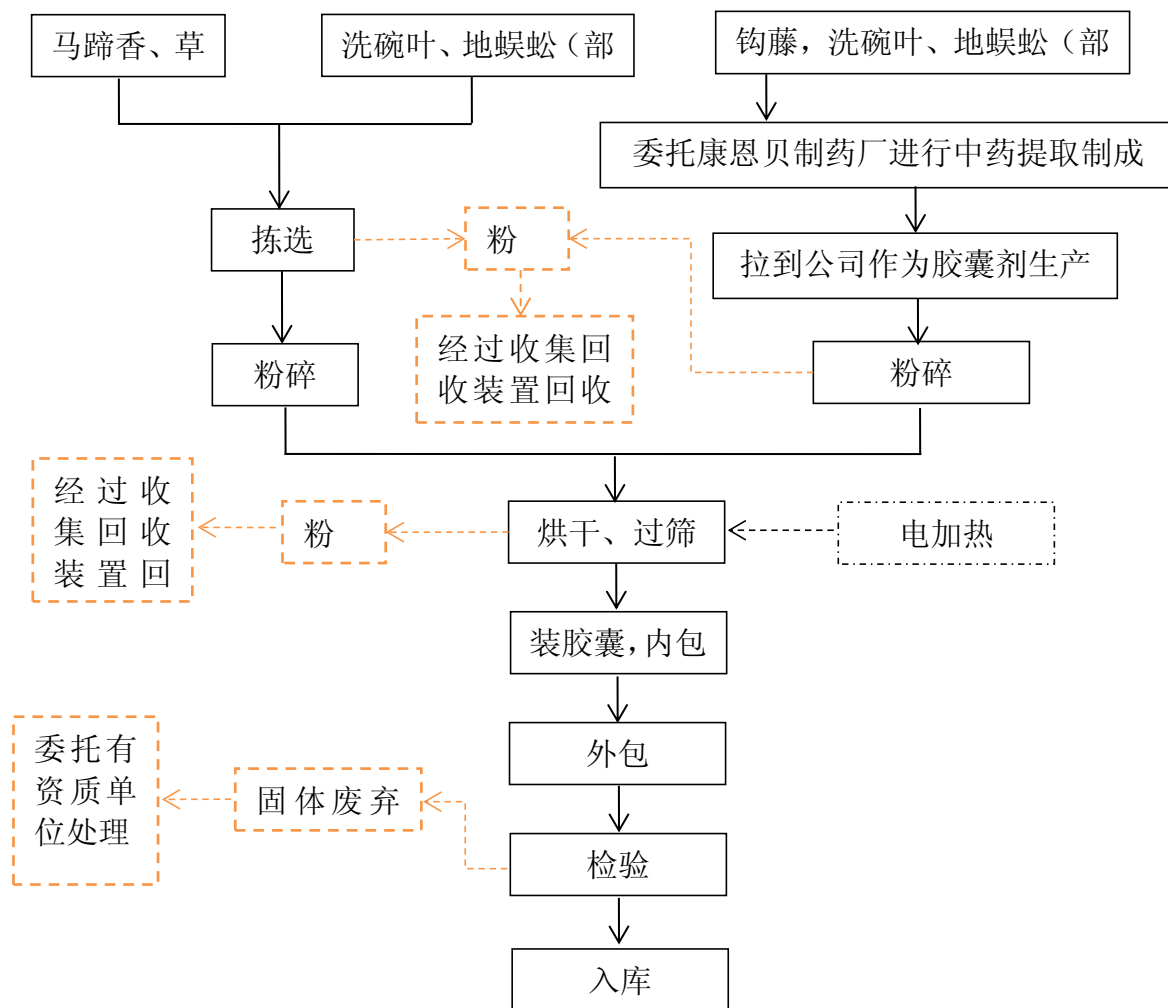 马蹄香、草
洗碗叶、地蜈蚣（部
钩藤，洗碗叶、地蜈蚣（部
委托康恩贝制药厂进行中药提取制成
拣选
粉
拉到公司作为胶囊剂生产
粉碎
经过收集回
收装置回收
粉碎
经过收
集回收
装置回
粉
烘干、过筛
电加热
装胶囊，内包
外包
委托有
资质单
位处理
固体废弃
检验
入库